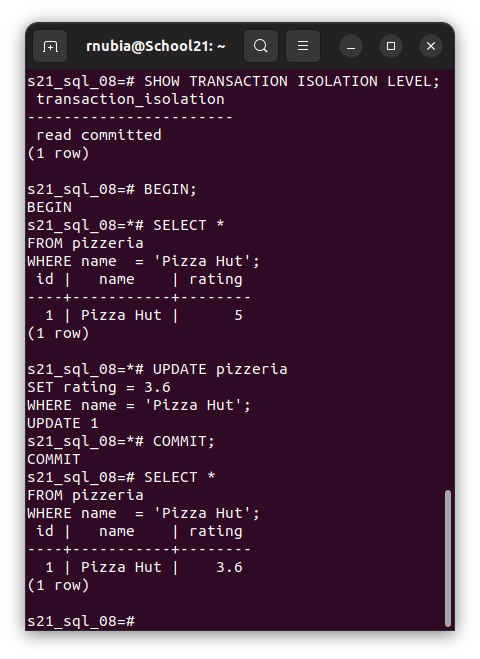 rnubia@School21: ~
s21_sql_08=# SHOW TRANSACTION ISOLATION LEVEL;
 transaction_isolation
-----------------------
 read committed
(1 row)

s21_sql_08=# BEGIN;
BEGIN
s21_sql_08=*# SELECT *
FROM pizzeria
WHERE name  = 'Pizza Hut';
 id |   name    | rating
----+-----------+--------
  1 | Pizza Hut |      5
(1 row)

s21_sql_08=*# UPDATE pizzeria
SET rating = 3.6
WHERE name = 'Pizza Hut';
UPDATE 1
s21_sql_08=*# COMMIT;
COMMIT
s21_sql_08=# SELECT *
FROM pizzeria
WHERE name  = 'Pizza Hut';
 id |   name    | rating
----+-----------+--------
  1 | Pizza Hut |    3.6
(1 row)

s21_sql_08=#